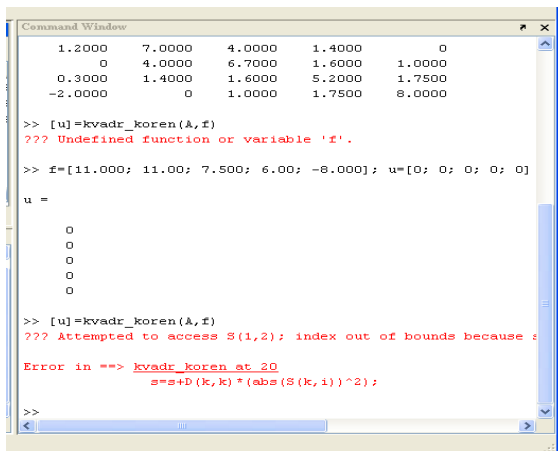 Command Window
1.2000 7.0000 4.0000 1.4000 0
0 4.0000 6.7000 1.6000 1.0000
0.3000 1.4000 1.6000 5.2000 1.7500
-2.0000 0 1.0000 1.7500 8.0000
>> [u]=kvadr_koren(A,f)
??? Undefined function or variable 'f'.
>> f=[11.000; 11.00; 7.500; 6.00; -8.000]; u=[0; 0; 0; 0; 0]
u =
0
0
0
0
0
>> [u]=kvadr_koren(A,f)
??? Attempted to access S(1,2); index out of bounds because
Error in ==> kvadr_koren at 20
s=s+D(k,k)*(abs(S(k,i))^2);
>>